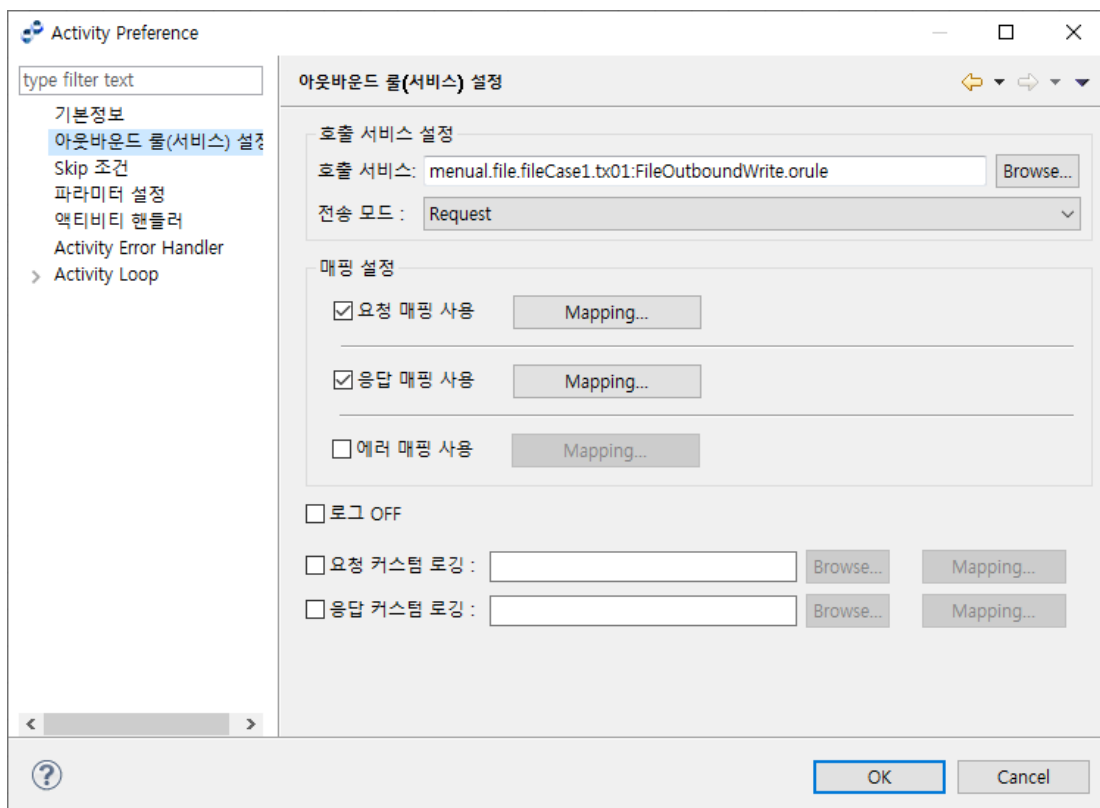 Activity Preference
type filter text
기본정보
아웃바운드 룰(서비스) 설정
Skip 조건
파라미터 설정
액티비티 핸들러
Activity Error Handler
Activity Loop
아웃바운드 룰(서비스) 설정
호출 서비스 설정
호출 서비스: menual.file.fileCase1.tx01:FileOutboundWrite.orule Browse...
전송 모드 : Request
매핑 설정
요청 매핑 사용 Mapping...
응답 매핑 사용 Mapping...
에러 매핑 사용 Mapping...
로그 OFF
요청 커스텀 로깅 : Browse... Mapping...
응답 커스텀 로깅 : Browse... Mapping...
OK Cancel